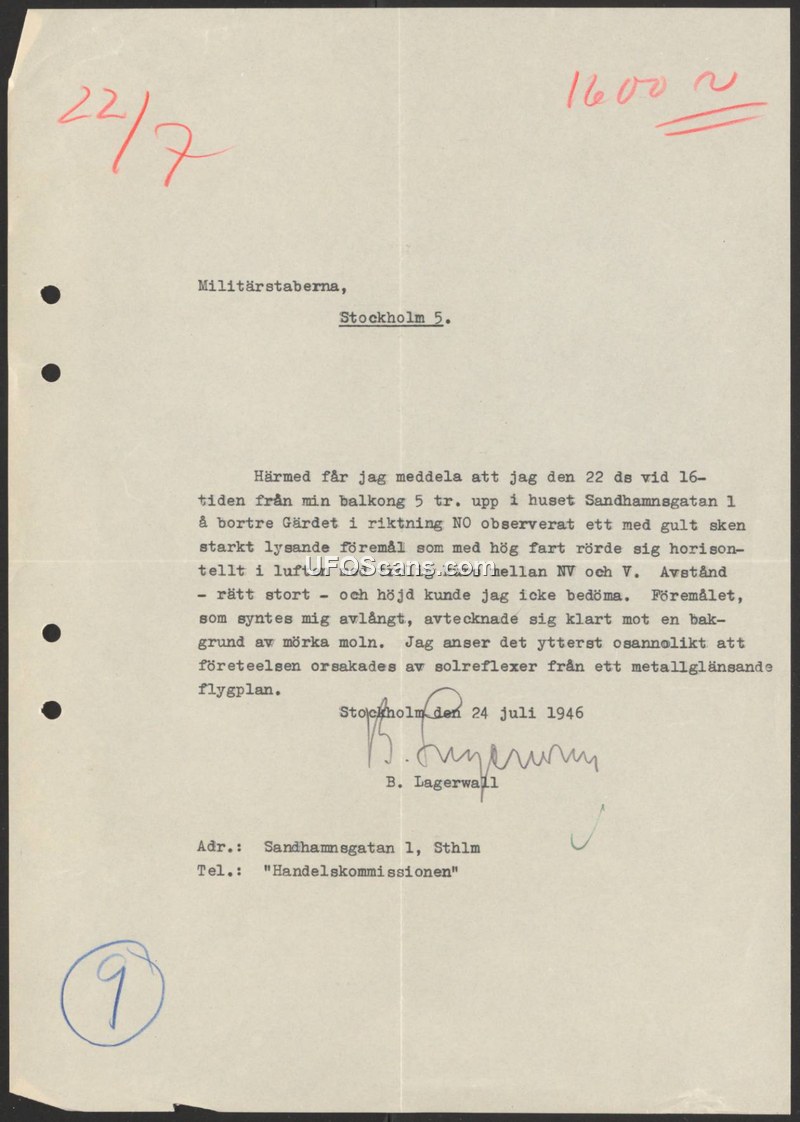 22/7
1600 N
Militärstaberna,
Stockholm 5.
Härmed får jag meddela att jag den 22 ds vid 16-
tiden från min balkong 5 tr. upp i huset Sandhamnsgatan 1
å bortre Gärdet i riktning NO observerat ett med gult sken
starkt lysande föremål som med hög fart rörde sig horison-
tellt i luften med mellan NV och V. Avstånd
UFOScans.com
- rätt stort - och höjd kunde jag icke bedöma. Föremålet,
som syntes mig avlångt, avtecknade sig klart mot en bak-
grund av mörka moln. Jag anser det ytterst osannolikt att
företeelsen orsakades av solreflexer från ett metallglänsande
flygplan.
Stockholm den 24 juli 1946
B. Lagerwall
B. Lagerwall
Adr.: Sandhamnsgatan 1, Sthlm
Tel.: "Handelskommissionen"
9